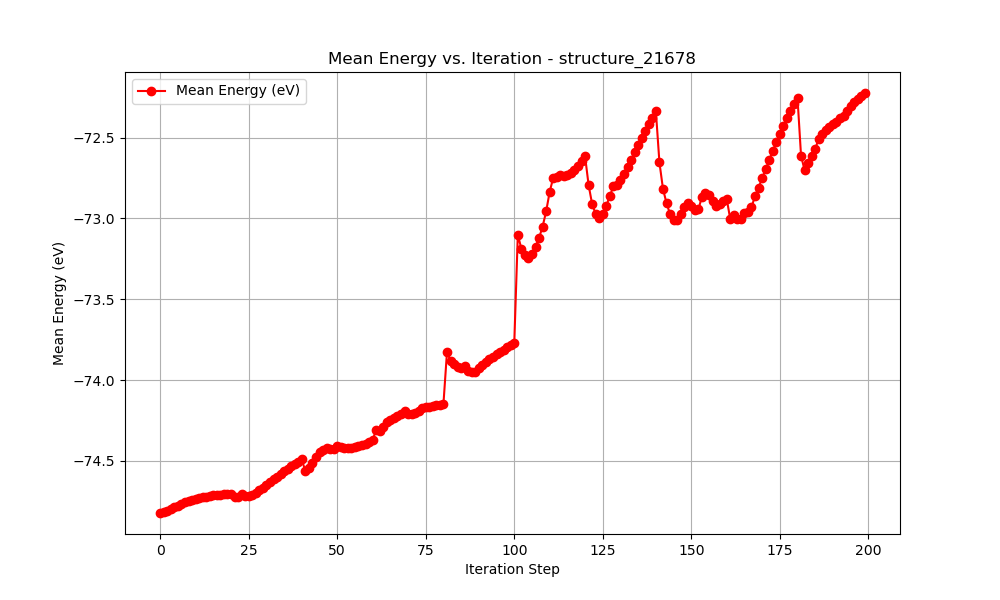 Mean Energy vs. Iteration - structure_21678
Mean Energy (eV)
−72.5
−73.0
−73.5
−74.0
−74.5
Mean Energy (eV)
0 25 50 75 100 125 150 175 200
Iteration Step